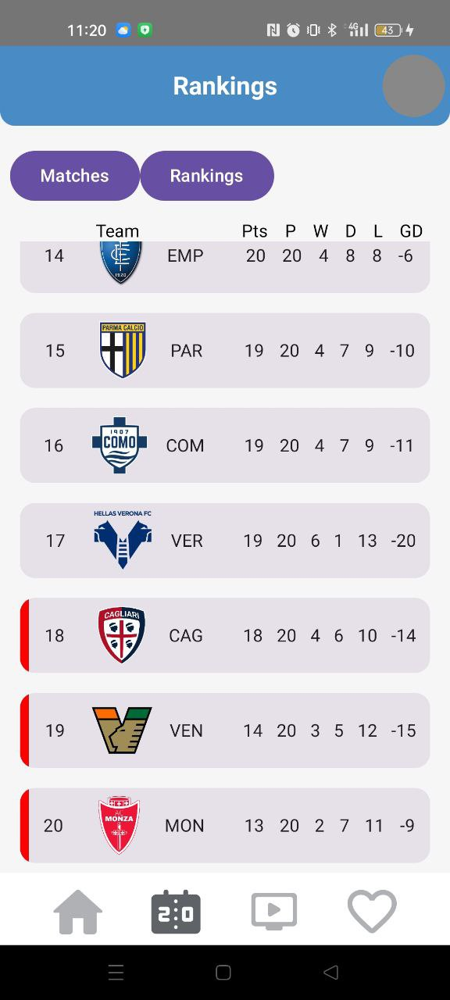 11:20 4G 43
Rankings
Matches Rankings
Team Pts P W D L GD
14 1920 EMP 20 20 4 8 8 -6
PARMA CALCIO
15 PAR 19 20 4 7 9 -10
1907
16 COMO COM 19 20 4 7 9 -11
HELLAS VERONA FC
17 VER 19 20 6 1 13 -20
CAGLIARI
18 CAG 18 20 4 6 10 -14
19 VEN 14 20 3 5 12 -15
AC
MONZA
20 MON 13 20 2 7 11 -9
2:0